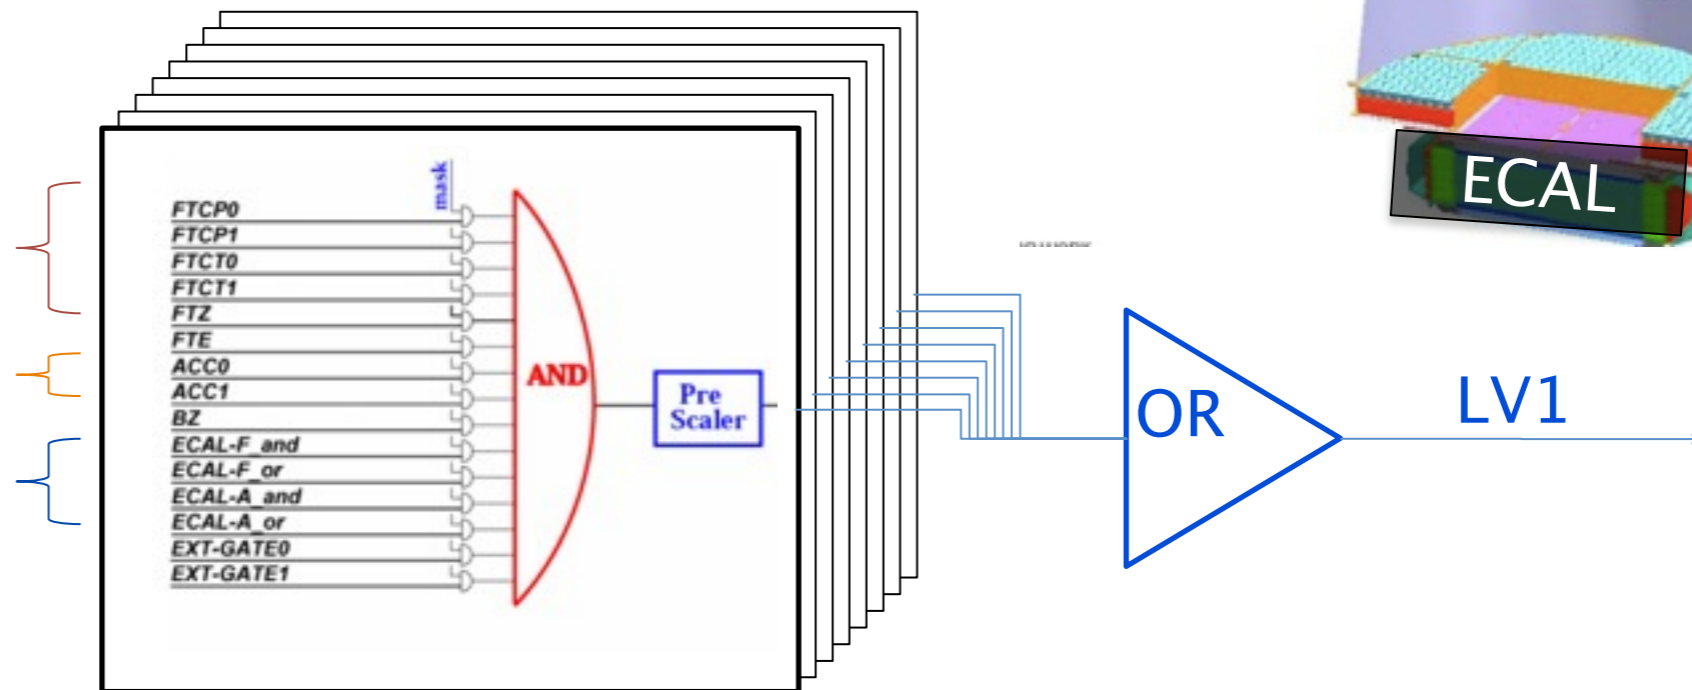 mask
FTCP0
FTCP1
FTCT0
FTCT1
FTZ
FTE
ACC0
ACC1
BZ
ECAL-F_and
ECAL-F_or
ECAL-A_and
ECAL-A_or
EXT-GATE0
EXT-GATE1
AND
Pre
Scaler
OR
LV1
ECAL